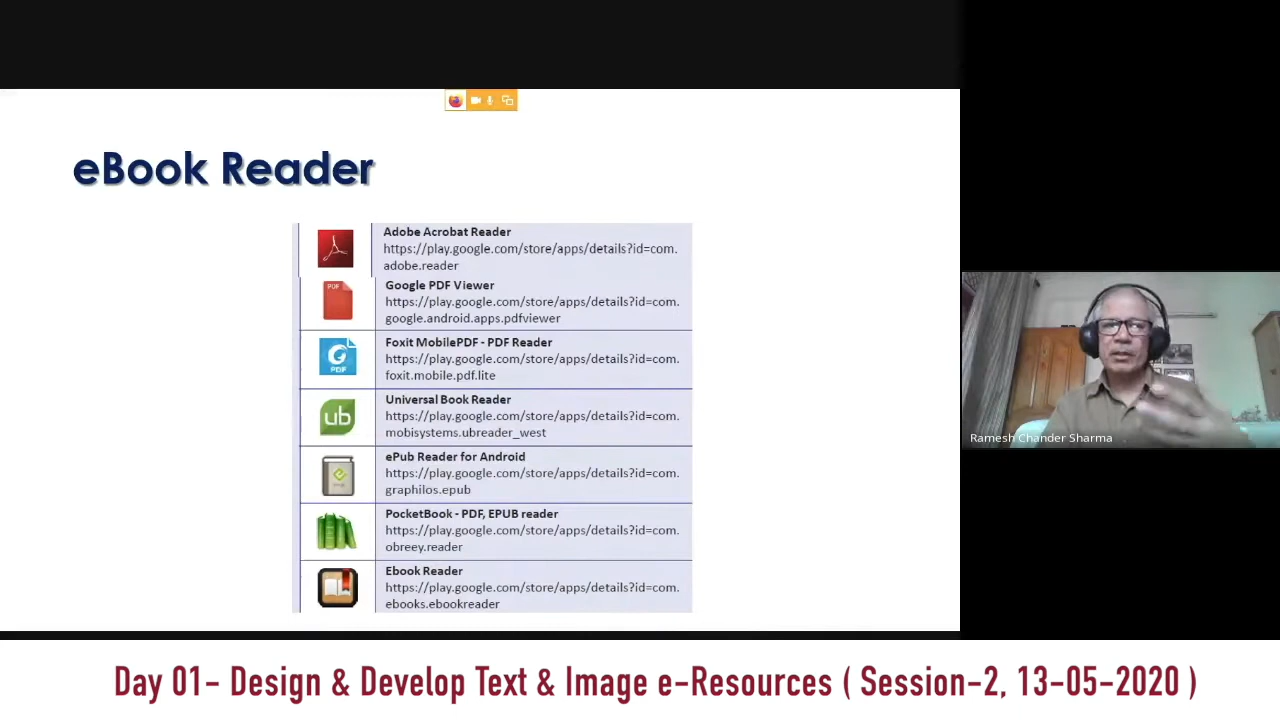 eBook Reader
Adobe Acrobat Reader
https://play.google.com/store/apps/details?id=com.
adobe.reader
PDF
Google PDF Viewer
https://play.google.com/store/apps/details?id=com.
google.android.apps.pdfviewer
PDF
Foxit MobilePDF - PDF Reader
https://play.google.com/store/apps/details?id=com.
foxit.mobile.pdf.lite
ub
Universal Book Reader
https://play.google.com/store/apps/details?id=com.
mobisystems.ubreader_west
ePub Reader for Android
https://play.google.com/store/apps/details?id=com.
graphilos.epub
PocketBook - PDF, EPUB reader
https://play.google.com/store/apps/details?id=com.
obreey.reader
Ebook Reader
https://play.google.com/store/apps/details?id=com.
ebooks.ebookreader
Ramesh Chander Sharma
Day 01- Design & Develop Text & Image e-Resources ( Session-2, 13-05-2020 )